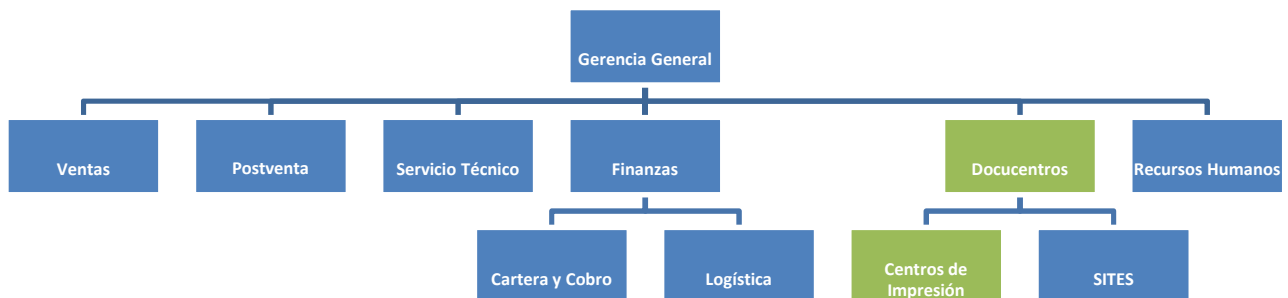 Gerencia General
Ventas
Postventa
Servicio Técnico
Finanzas
Docucentros
Recursos Humanos
Cartera y Cobro
Logística
Centros de
Impresión
SITES